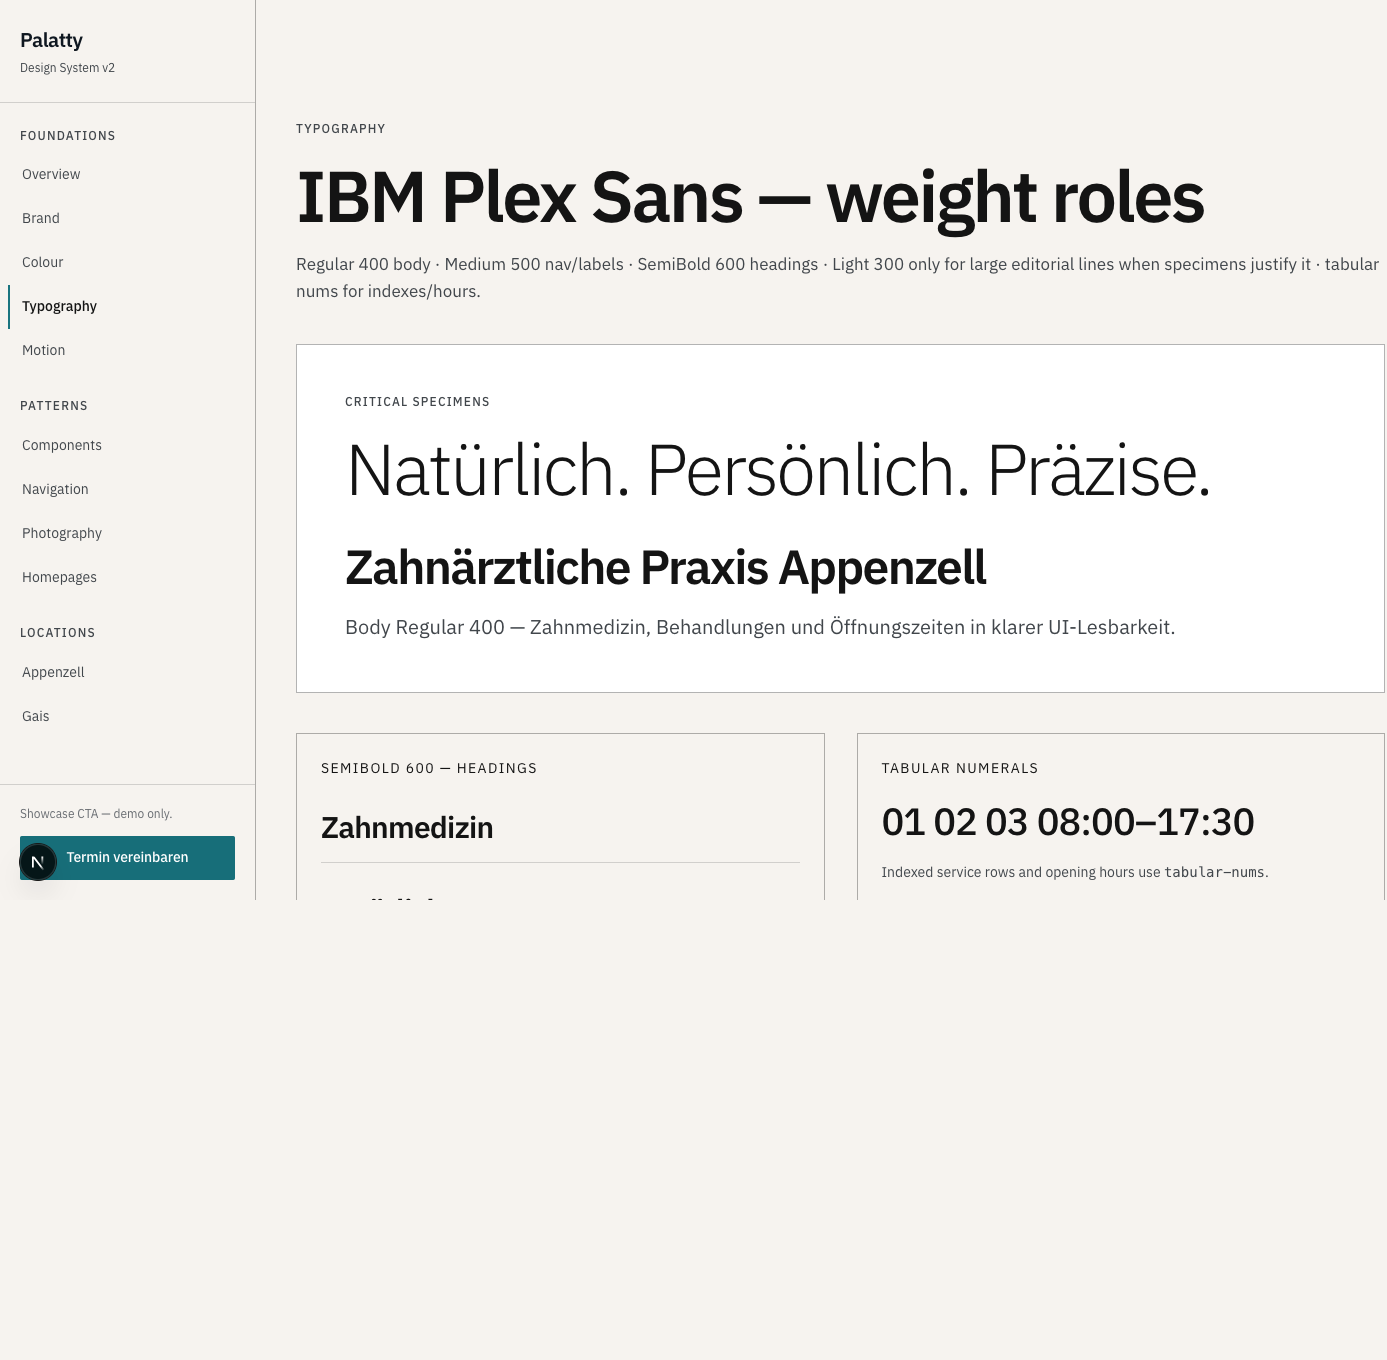 Palatty
Design System v2
FOUNDATIONS
Overview
Brand
Colour
Typography
Motion
PATTERNS
Components
Navigation
Photography
Homepages
LOCATIONS
Appenzell
Gais
Showcase CTA — demo only.
N
Termin vereinbaren
TYPOGRAPHY
IBM Plex Sans — weight roles
Regular 400 body · Medium 500 nav/labels · SemiBold 600 headings · Light 300 only for large editorial lines when specimens justify it · tabular
nums for indexes/hours.
CRITICAL SPECIMENS
Natürlich. Persönlich. Präzise.
Zahnärztliche Praxis Appenzell
Body Regular 400 — Zahnmedizin, Behandlungen und Öffnungszeiten in klarer UI-Lesbarkeit.
SEMIBOLD 600 — HEADINGS
Zahnmedizin
TABULAR NUMERALS
01 02 03 08:00–17:30
Indexed service rows and opening hours use tabular-nums.